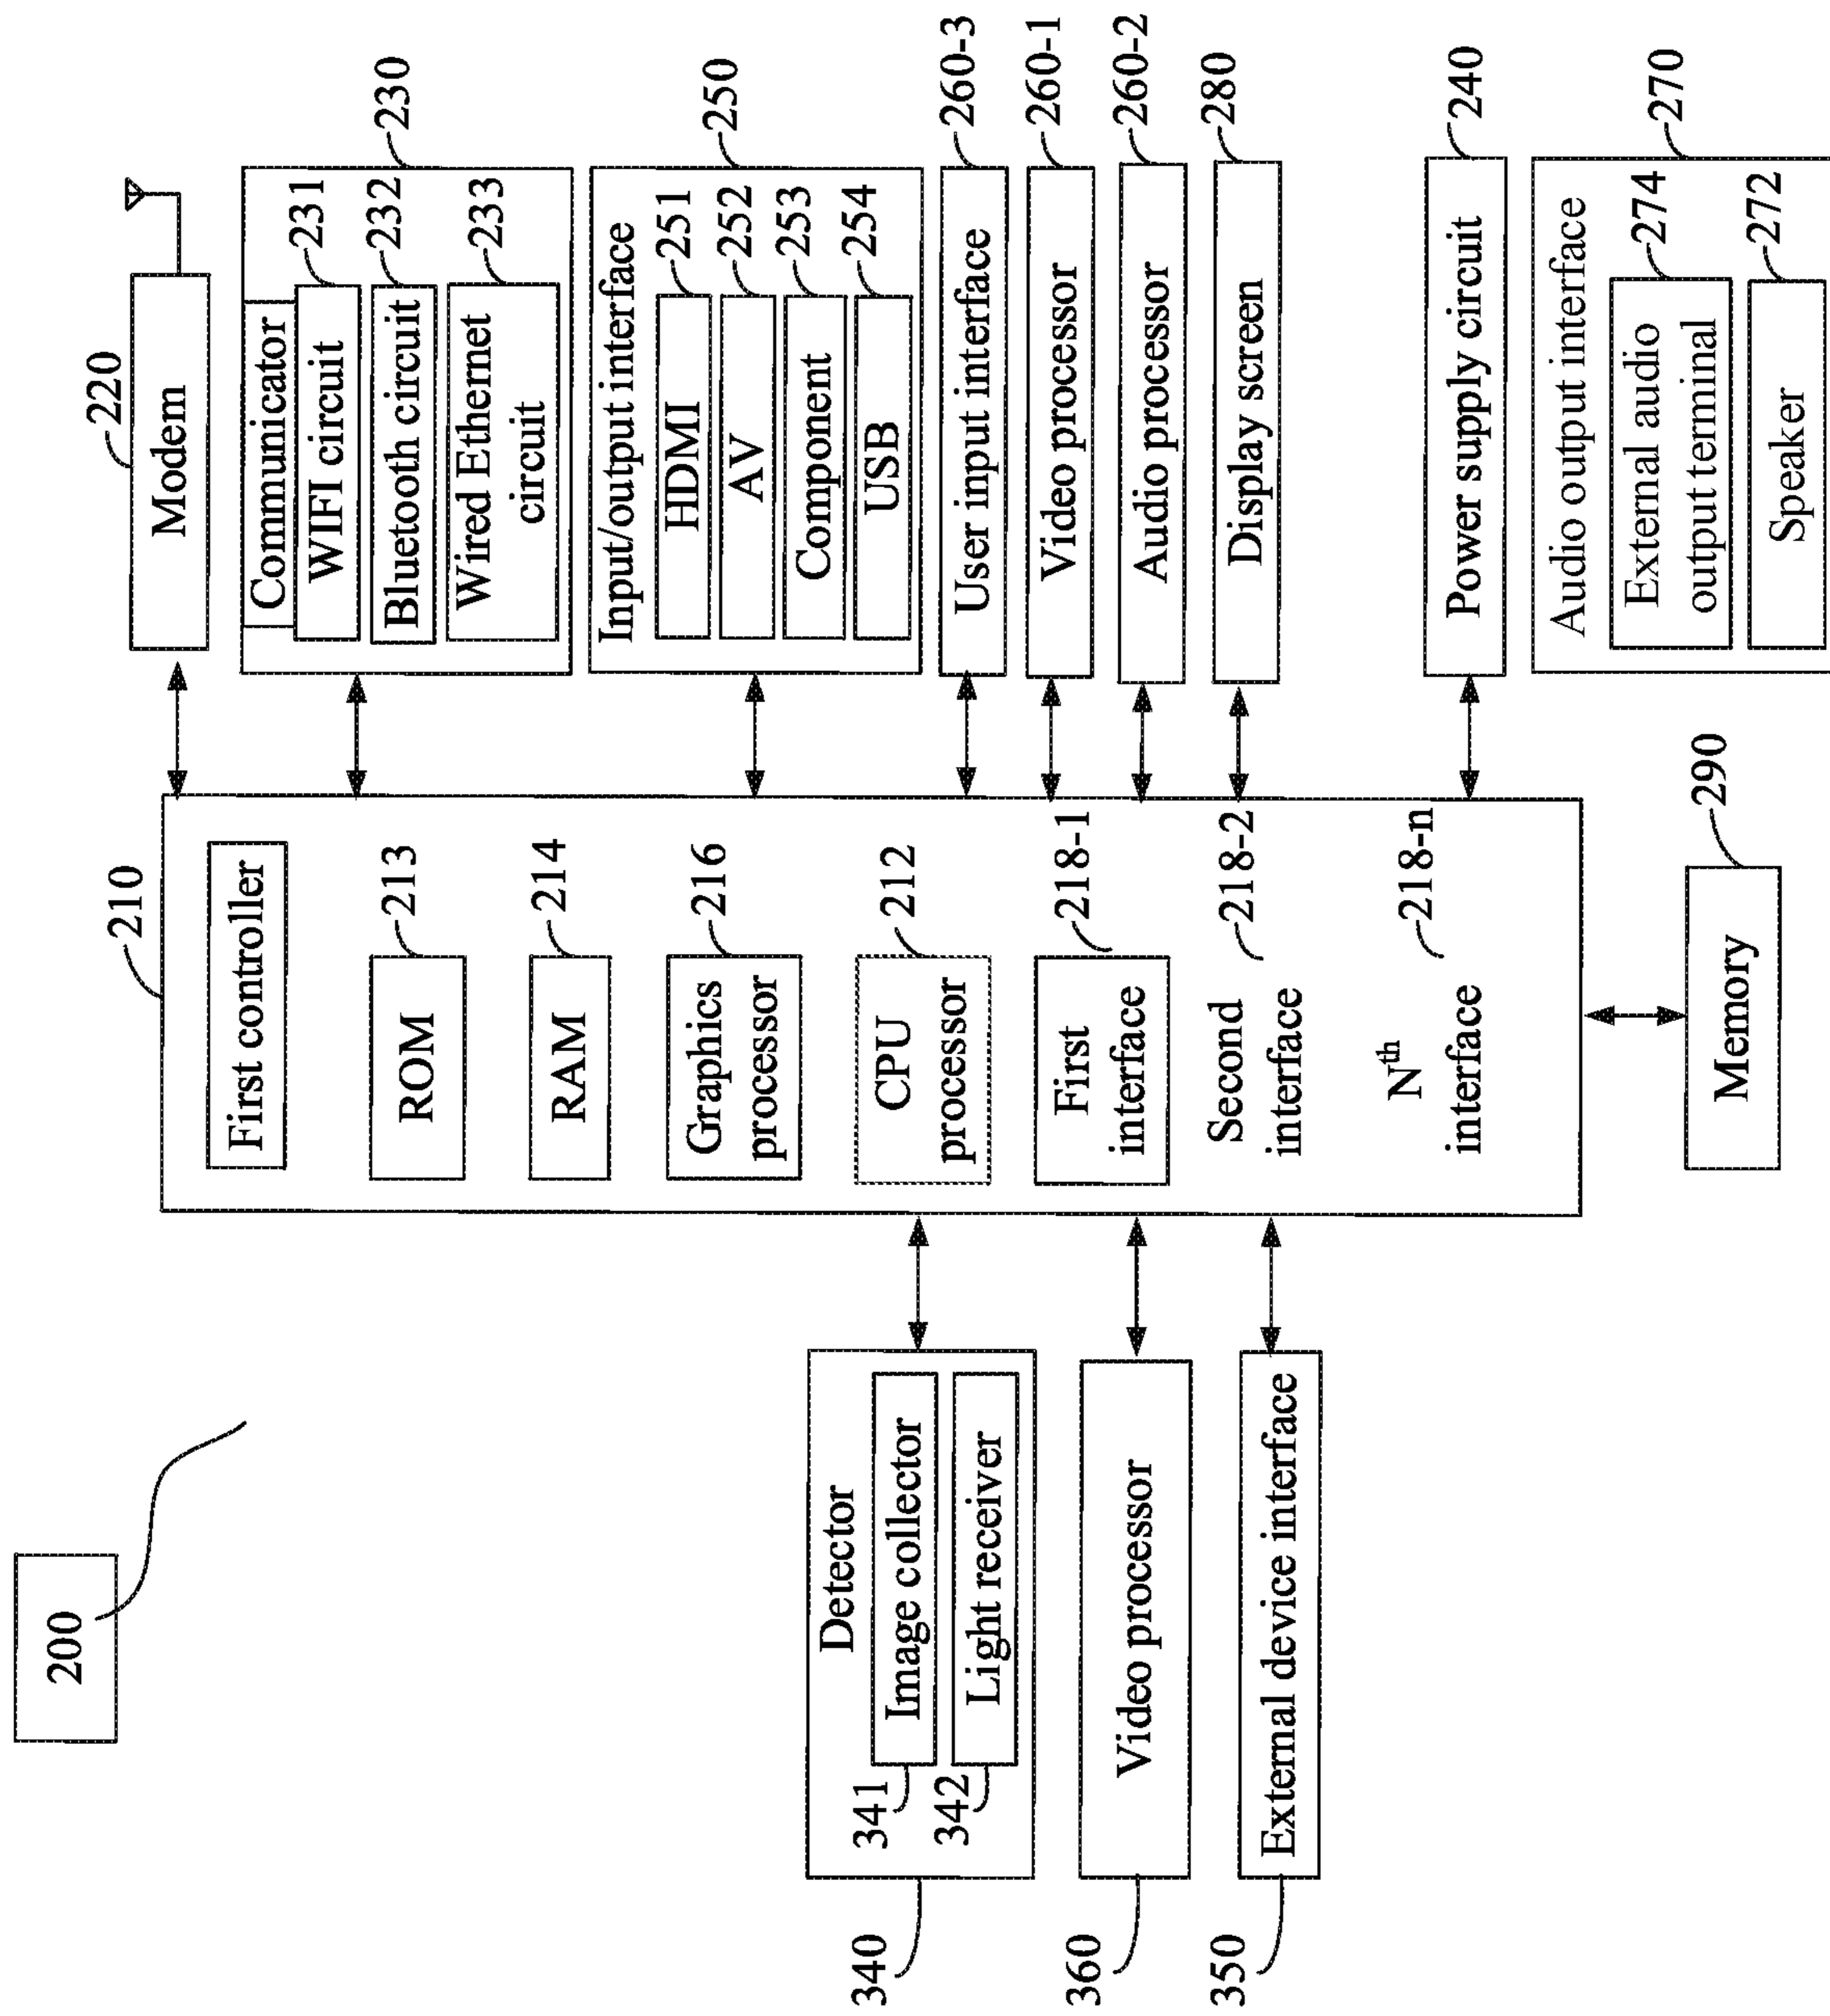 200
210
First controller
ROM
213
RAM
214
Graphics
processor
216
CPU
processor
212
First
interface
218-1
Second
interface
218-2
Nth
interface
218-n
220
Modem
230
Communicator
WIFI circuit
231
Bluetooth circuit
232
Wired Ethernet
circuit
233
250
Input/output interface
HDMI
251
AV
252
Component
253
USB
254
User input interface
260-3
Video processor
260-1
Audio processor
260-2
Display screen
280
Power supply circuit
240
270
Audio output interface
External audio
output terminal
274
Speaker
272
Memory
290
340
Detector
341
Image collector
342
Light receiver
360
Video processor
350
External device interface